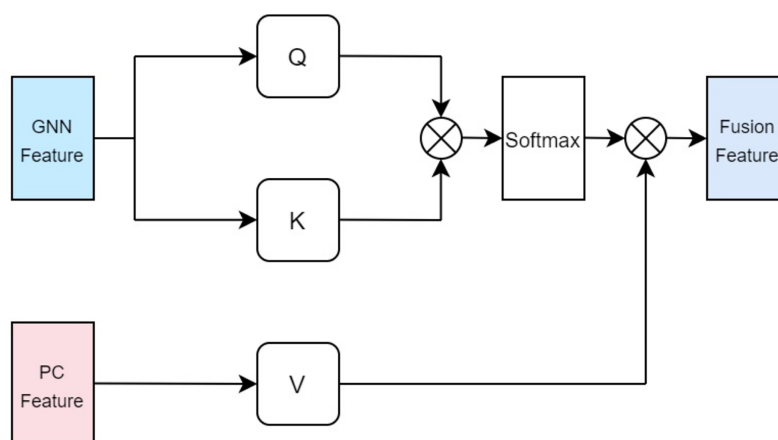 Q
GNN
Feature
Softmax
Fusion
Feature
K
PC
Feature
V